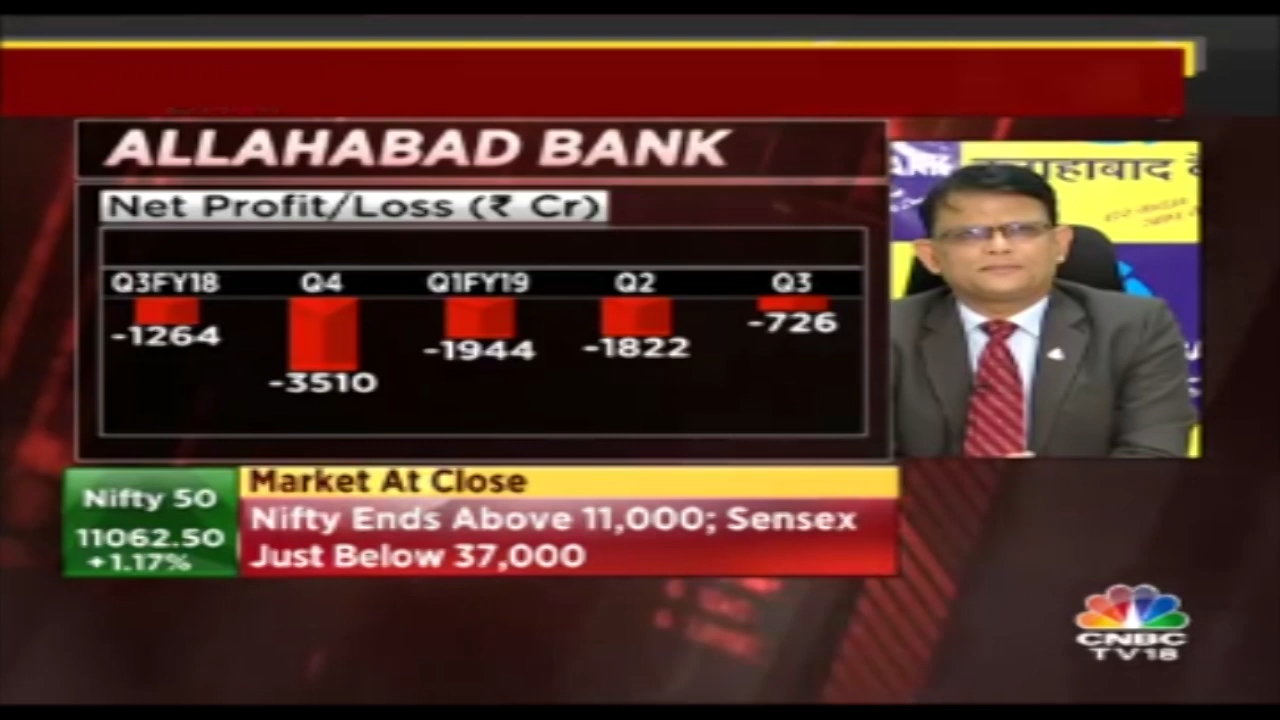 ALLAHABAD BANK
Net Profit/Loss (₹ Cr)
Q3FY18 Q4 Q1FY19 Q2 Q3
-1264 -3510 -1944 -1822 -726
Nifty 50
11062.50
+1.17%
Market At Close
Nifty Ends Above 11,000; Sensex
Just Below 37,000
CNBC
TV18